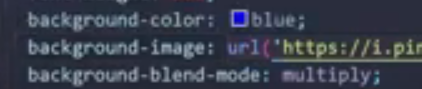 background-color: blue;
background-image: url('https://i.pin
background-blend-mode: multiply;